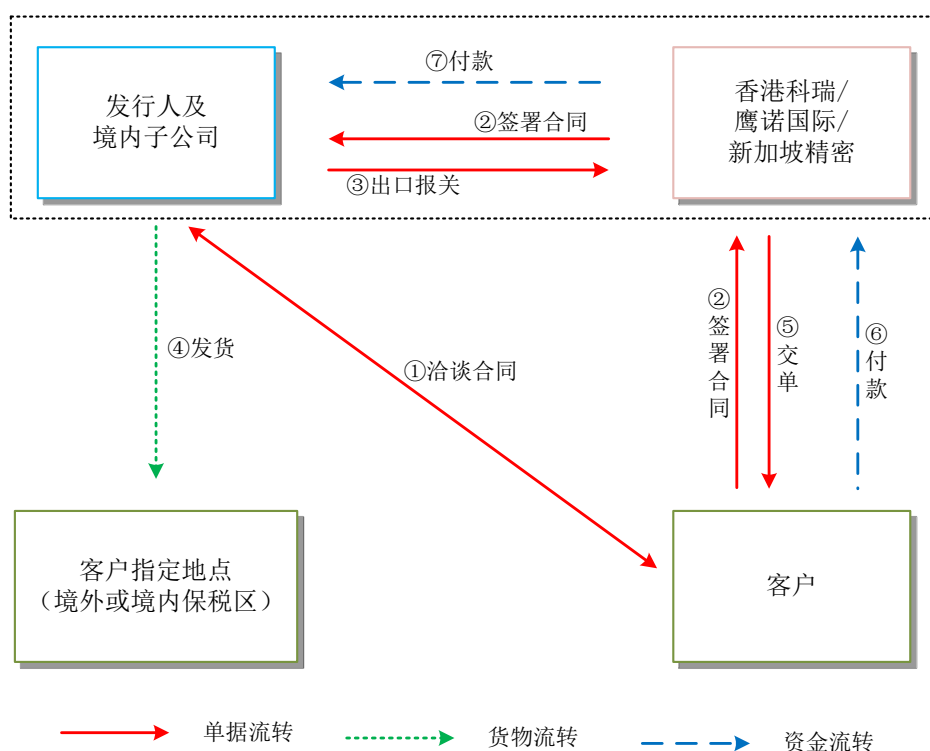 ⑦付款
发行人及
境内子公司
②签署合同
③出口报关
香港科瑞/
鹰诺国际/
新加坡精密
④发货
①洽谈合同
②签署合同
⑤交单
⑥付款
客户指定地点
（境外或境内保税区）
客户
单据流转
货物流转
资金流转